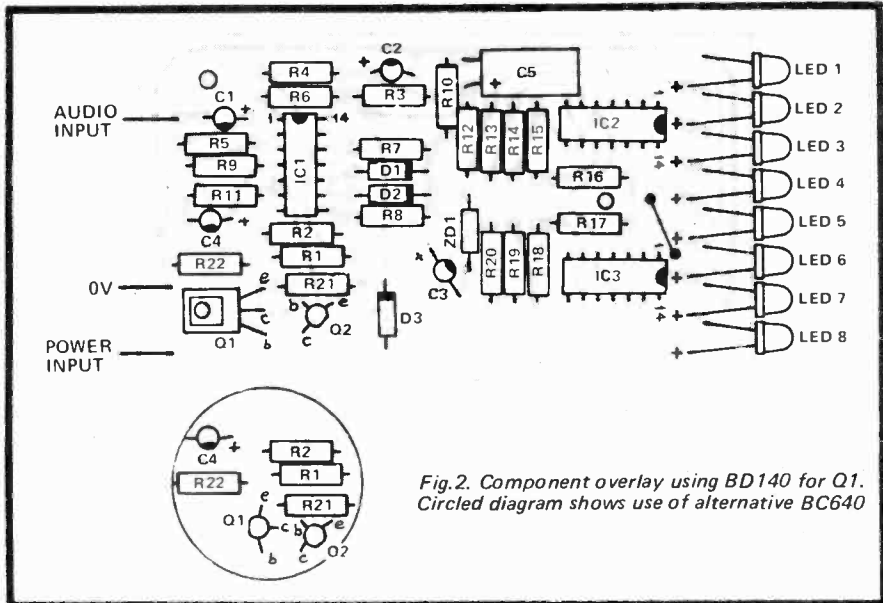 C2
+
R4
R3
R10
C5
+
LED 1
+
C1
+
R6
LED 2
+
AUDIO
INPUT
1
14
R5
R7
R12
R13
R14
R15
IC2
LED 3
+
R9
IC1
D1
R16
LED 4
+
R11
D2
C4
+
R8
R17
LED 5
+
R2
ZD1
R22
R1
+
C3
R20
R19
R18
IC3
LED 6
+
0V
R21
e
c
b
Q1
b
e
c
Q2
D3
LED 7
+
POWER
INPUT
LED 8
+
C4
+
R2
R22
R1
R21
Q1
e
c
b
b
e
c
Q2
Fig.2. Component overlay using BD140 for Q1.
Circled diagram shows use of alternative BC640